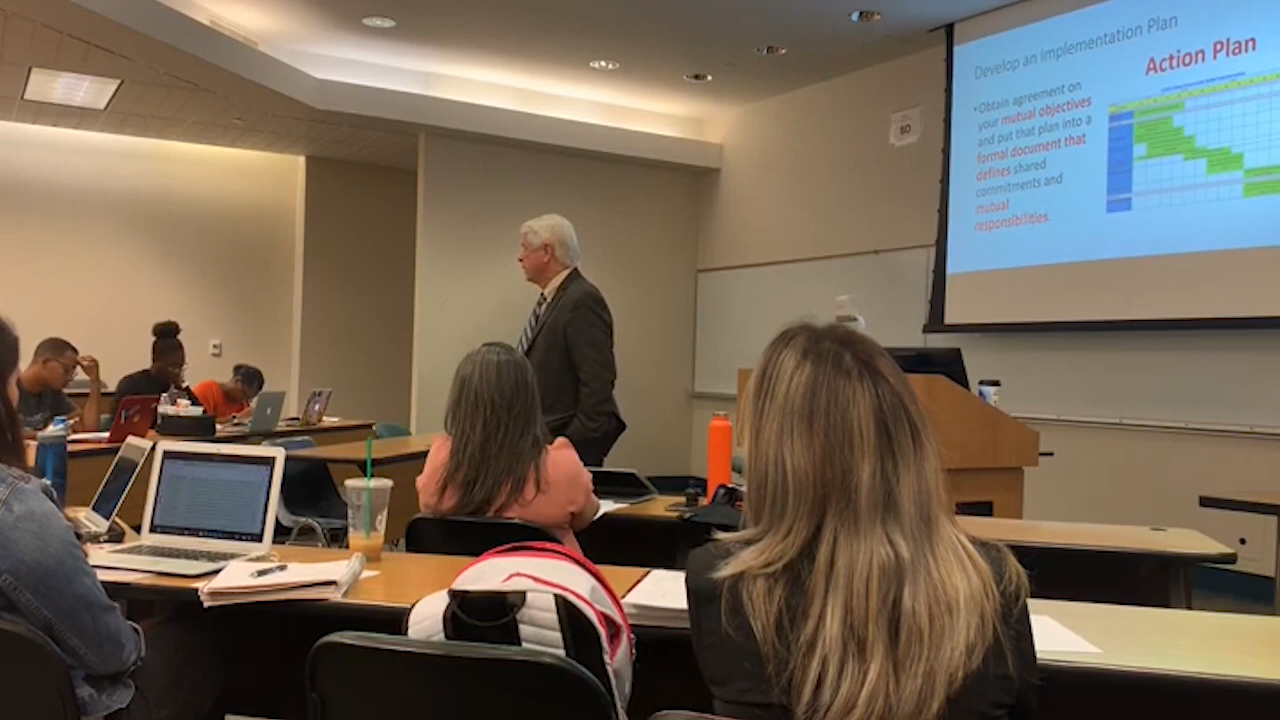 Develop an Implementation Plan
Action Plan
•Obtain agreement on
your mutual objectives
and put that plan into a
formal document that
defines shared
commitments and
mutual
responsibilities.
BD